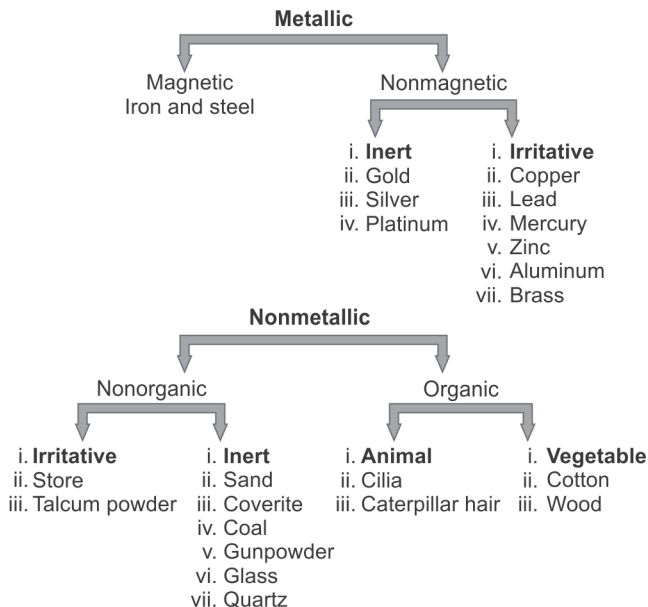 Metallic
Magnetic
Iron and steel
Nonmagnetic
i. Inert
ii. Gold
iii. Silver
iv. Platinum
i. Irritative
ii. Copper
iii. Lead
iv. Mercury
v. Zinc
vi. Aluminum
vii. Brass
Nonmetallic
Nonorganic
Organic
i. Irritative
ii. Store
iii. Talcum powder
i. Inert
ii. Sand
iii. Coverite
iv. Coal
v. Gunpowder
vi. Glass
vii. Quartz
i. Animal
ii. Cilia
iii. Caterpillar hair
i. Vegetable
ii. Cotton
iii. Wood